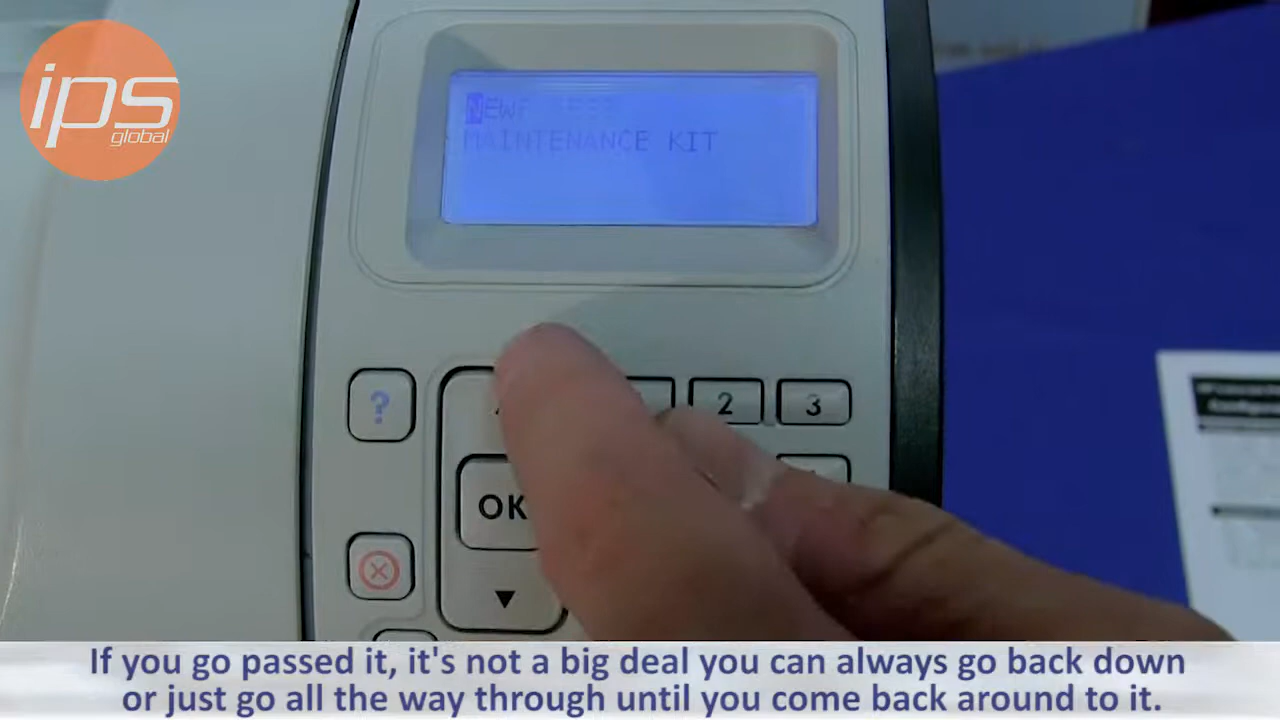 ips
global
MAINTENANCE KIT
?
2
3
OK
If you go passed it, it's not a big deal you can always go back down
or just go all the way through until you come back around to it.